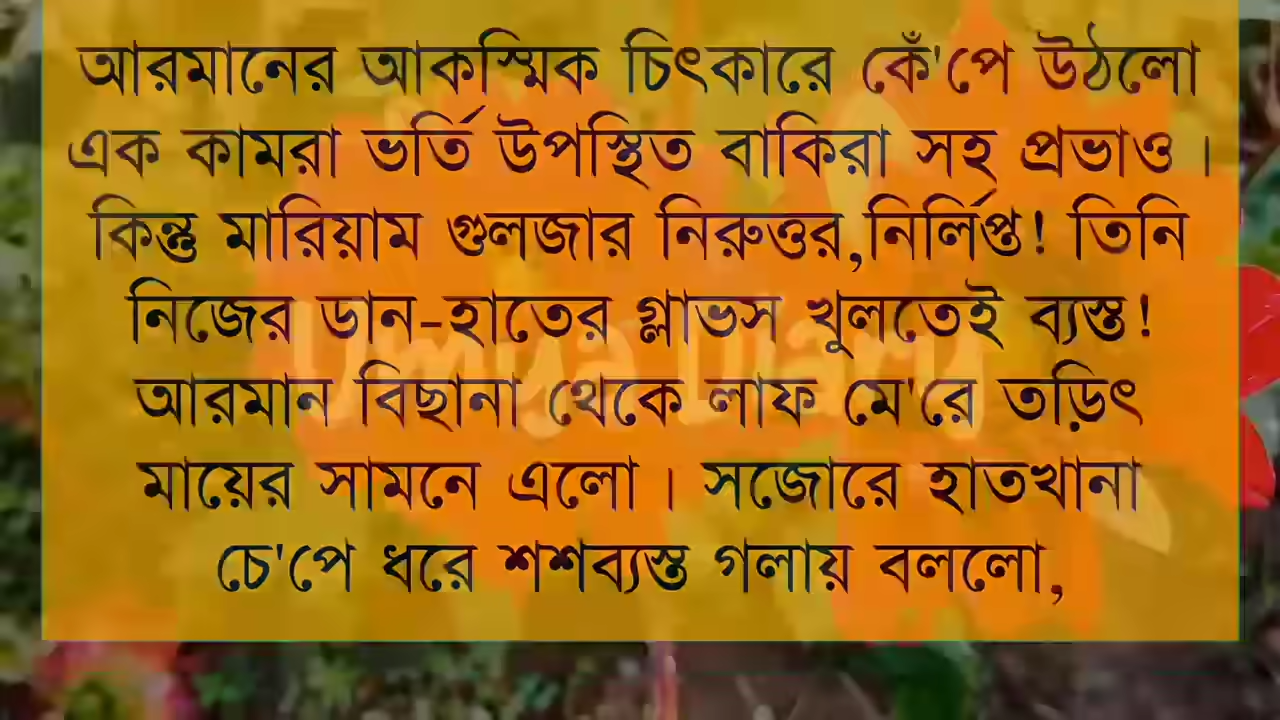 আরমানের আকস্মিক চিৎকারে কেঁ'পে উঠলো
এক কামরা ভর্তি উপস্থিত বাকিরা সহ প্রভাও।
কিন্তু মারিয়াম গুলজার নিরুত্তর,নির্লিপ্ত! তিনি
নিজের ডান-হাতের গ্লাভস খুলতেই ব্যস্ত!
আরমান বিছানা থেকে লাফ মে'রে তড়িৎ
মায়ের সামনে এলো। সজোরে হাতখানা
চে'পে ধরে শশব্যস্ত গলায় বললো,